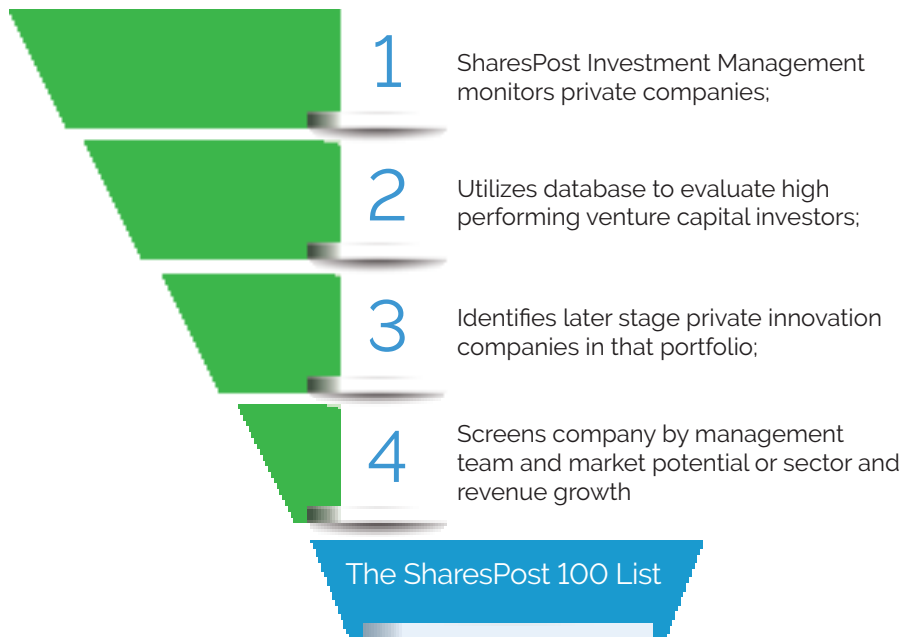 1
SharesPost Investment Management
monitors private companies;
2
Utilizes database to evaluate high
performing venture capital investors;
3
Identifies later stage private innovation
companies in that portfolio;
4
Screens company by management
team and market potential or sector and
revenue growth
The SharesPost 100 List